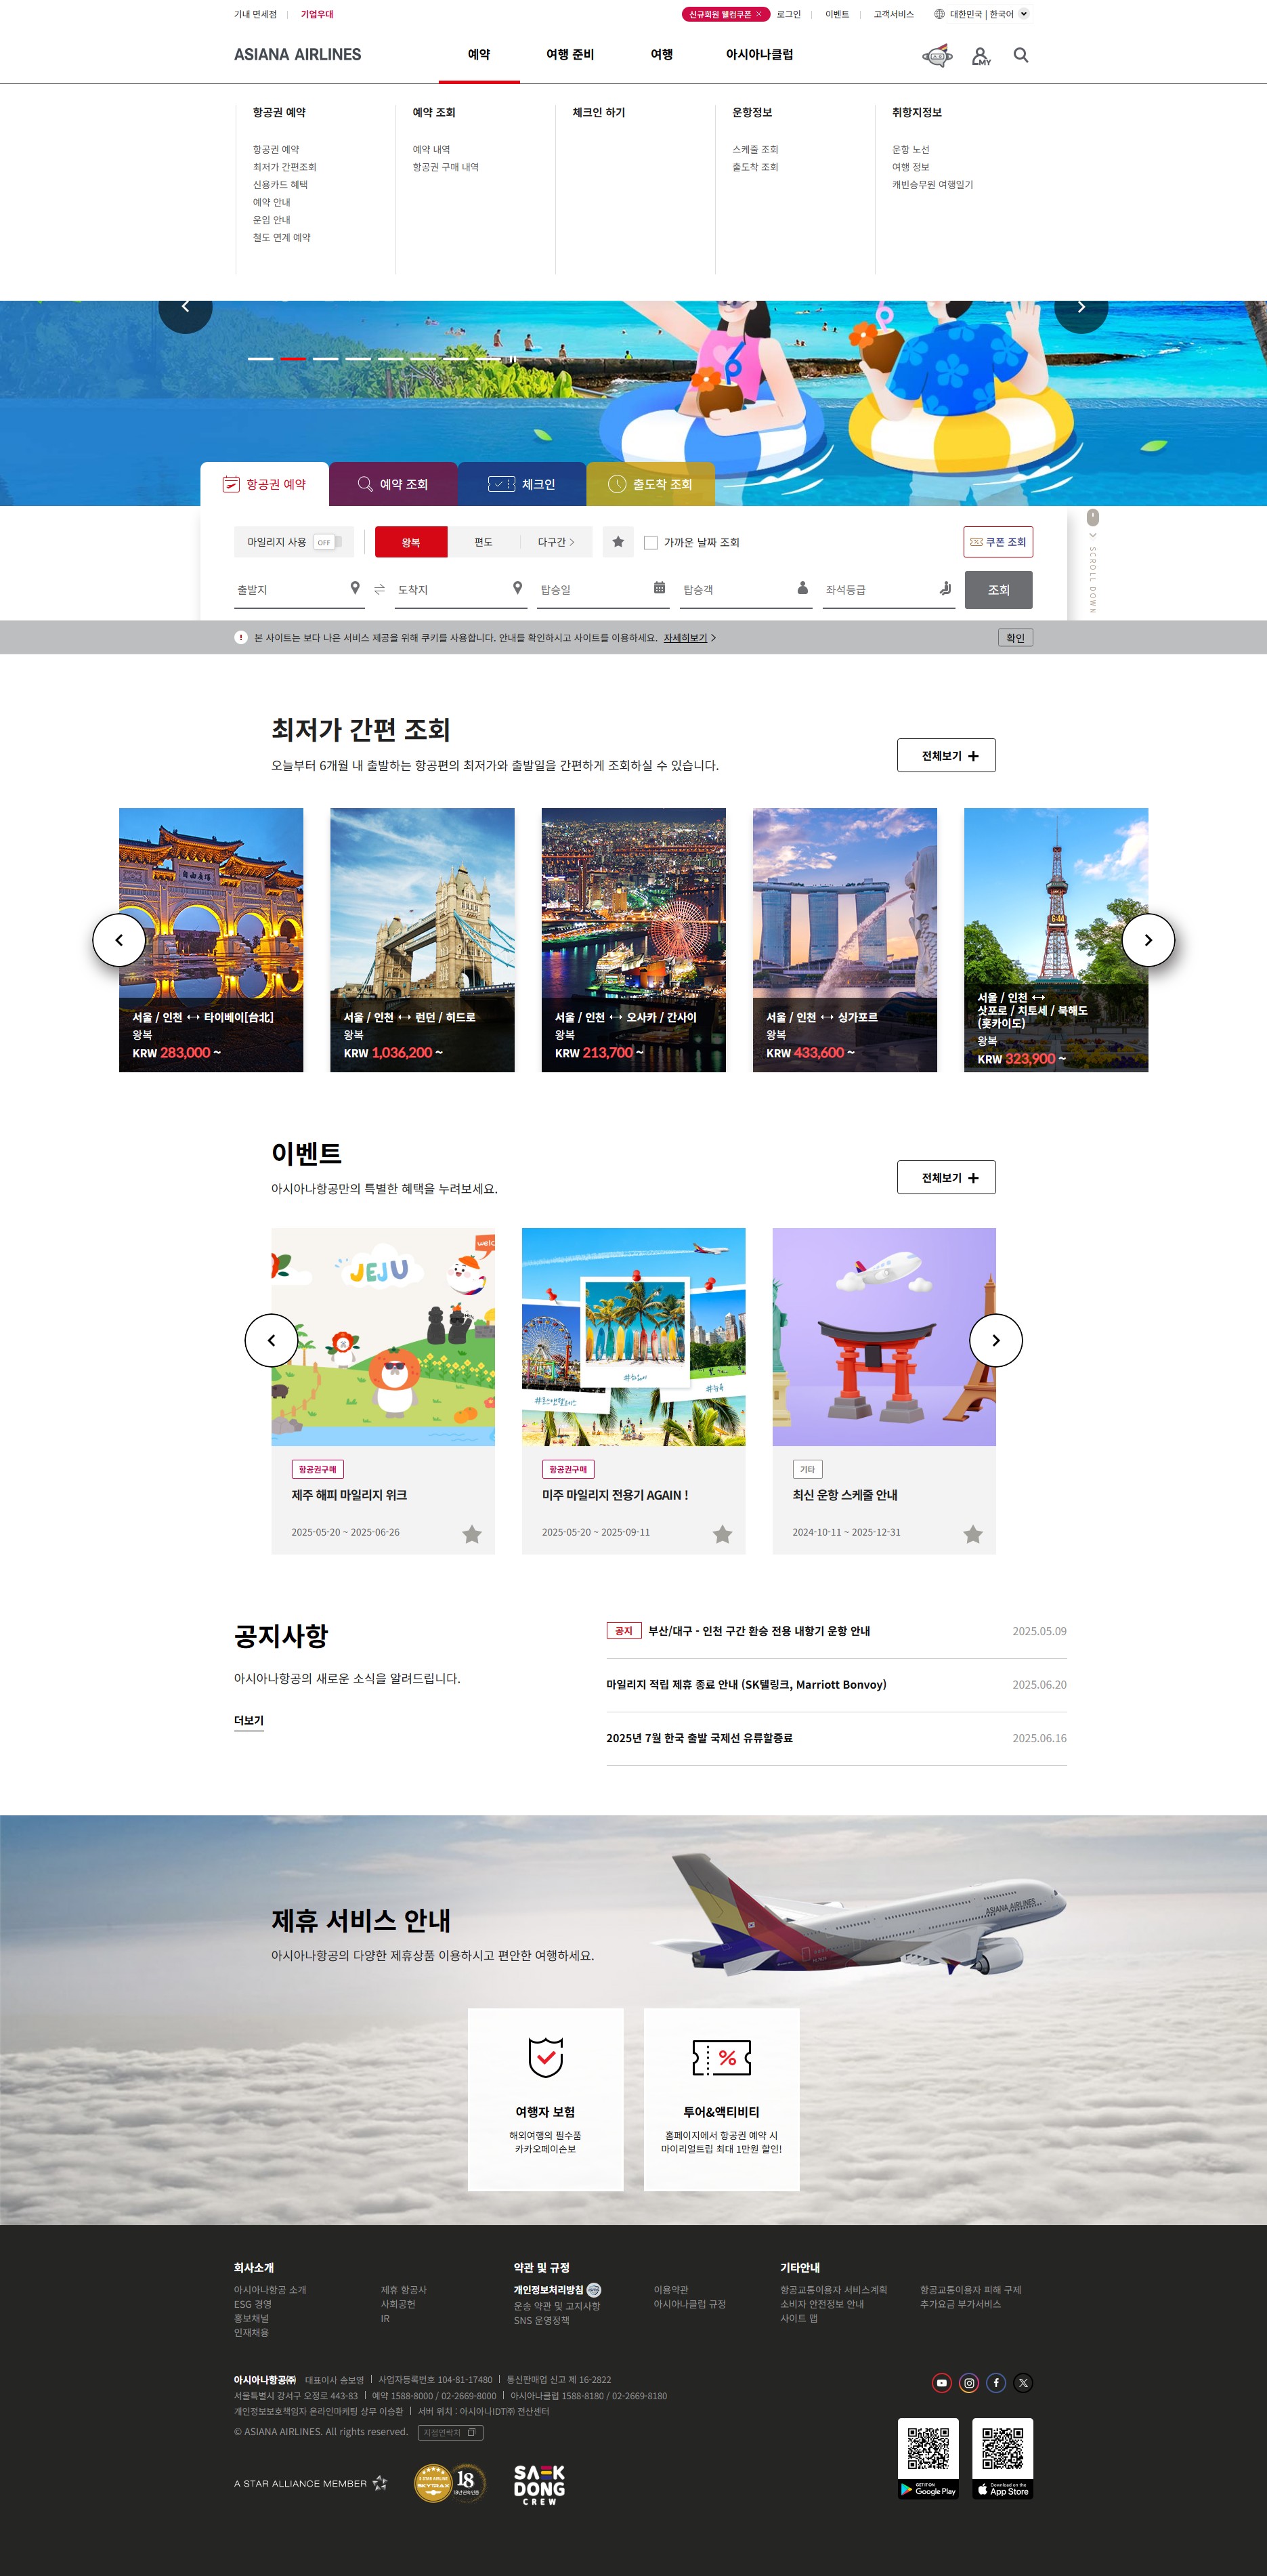 기내 면세점
기업우대
신규회원 웰컴쿠폰
로그인
이벤트
고객서비스
대한민국 | 한국어
ASIANA AIRLINES
예약
여행 준비
여행
아시아나클럽
MY
항공권 예약
항공권 예약
최저가 간편조회
신용카드 혜택
예약 안내
운임 안내
철도 연계 예약
예약 조회
예약 내역
항공권 구매 내역
체크인 하기
운항정보
스케줄 조회
출도착 조회
취항지정보
운항 노선
여행 정보
캐빈승무원 여행일기
항공권 예약
예약 조회
체크인
출도착 조회
마일리지 사용
OFF
왕복
편도
다구간
가까운 날짜 조회
쿠폰 조회
출발지
도착지
탑승일
탑승객
좌석등급
조회
SCROLL DOWN
본 사이트는 보다 나은 서비스 제공을 위해 쿠키를 사용합니다. 안내를 확인하시고 사이트를 이용하세요. 자세히보기
확인
최저가 간편 조회
오늘부터 6개월 내 출발하는 항공편의 최저가와 출발일을 간편하게 조회하실 수 있습니다.
전체보기
서울 / 인천 ↔ 타이베이[台北]
왕복
KRW 283,000 ~
서울 / 인천 ↔ 런던 / 히드로
왕복
KRW 1,036,200 ~
서울 / 인천 ↔ 오사카 / 간사이
왕복
KRW 213,700 ~
서울 / 인천 ↔ 싱가포르
왕복
KRW 433,600 ~
6:44
서울 / 인천 ↔
삿포로 / 치토세 / 북해도
(홋카이도)
왕복
KRW 323,900 ~
이벤트
아시아나항공만의 특별한 혜택을 누려보세요.
전체보기
JEJU
welc
항공권구매
제주 해피 마일리지 위크
2025-05-20 ~ 2025-06-26
#하와이
#뉴욕
#로스앤젤레스
항공권구매
미주 마일리지 전용기 AGAIN !
2025-05-20 ~ 2025-09-11
기타
최신 운항 스케줄 안내
2024-10-11 ~ 2025-12-31
공지사항
아시아나항공의 새로운 소식을 알려드립니다.
더보기
공지 부산/대구 - 인천 구간 환승 전용 내항기 운항 안내 2025.05.09
마일리지 적립 제휴 종료 안내 (SK텔링크, Marriott Bonvoy) 2025.06.20
2025년 7월 한국 출발 국제선 유류할증료 2025.06.16
제휴 서비스 안내
아시아나항공의 다양한 제휴상품 이용하시고 편안한 여행하세요.
ASIANA AIRLINES
여행자 보험
해외여행의 필수품
카카오페이손보
투어&액티비티
홈페이지에서 항공권 예약 시
마이리얼트립 최대 1만원 할인!
회사소개
아시아나항공 소개
ESG 경영
홍보채널
인재채용
제휴 항공사
사회공헌
IR
약관 및 규정
개인정보처리방침
운송 약관 및 고지사항
SNS 운영정책
이용약관
아시아나클럽 규정
기타안내
항공교통이용자 서비스계획
소비자 안전정보 안내
사이트 맵
항공교통이용자 피해 구제
추가요금 부가서비스
아시아나항공㈜ 대표이사 송보영 | 사업자등록번호 104-81-17480 | 통신판매업 신고 제 16-2822
서울특별시 강서구 오정로 443-83 | 예약 1588-8000 / 02-2669-8000 | 아시아나클럽 1588-8180 / 02-2669-8180
개인정보보호책임자 온라인마케팅 상무 이승환 | 서버 위치 : 아시아나IDT㈜ 전산센터
© ASIANA AIRLINES. All rights reserved. 지점연락처
A STAR ALLIANCE MEMBER
SKYTRAX
18
SAEK
DONG
CREW
GET IT ON
Google Play
Download on the
App Store